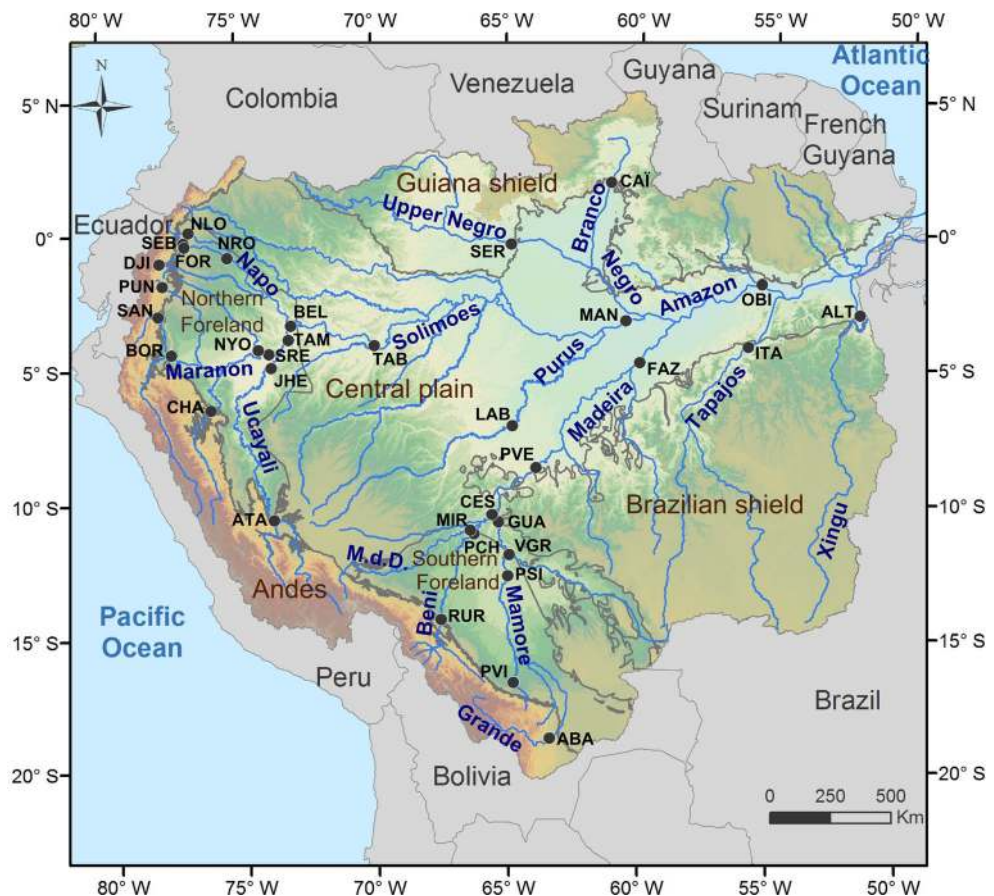 80° W 75° W 70° W 65° W 60° W 55° W 50° W
N
Atlantic
Ocean
Guyana
Venezuela
Surinam
Colombia
French
Guyana
5° N
5° N
Guiana shield
CAÏ
Branco
Upper Negro
SER
Ecuador
NLO
SEB
NRO
FOR
DJI
PUN
SAN
Napo
Northern
Foreland
0°
0°
Negro
Amazon
OBI
MAN
ALT
BEL
TAM
NYO
SRE
JHE
BOR
Maranon
Solimoes
TAB
Purus
FAZ
ITA
5° S
5° S
Central plain
CHA
Ucayali
LAB
Madeira
Tapajos
PVE
Brazilian shield
Xingu
10° S
10° S
ATA
CES
MIR
GUA
PCH
VGR
M.d.D.
Southern
Foreland
PSI
Andes
Beni
RUR
Mamore
Pacific
Ocean
15° S
15° S
Peru
PVI
Brazil
Grande
ABA
Bolivia
20° S
20° S
0 250 500
Km
80° W 75° W 70° W 65° W 60° W 55° W 50° W